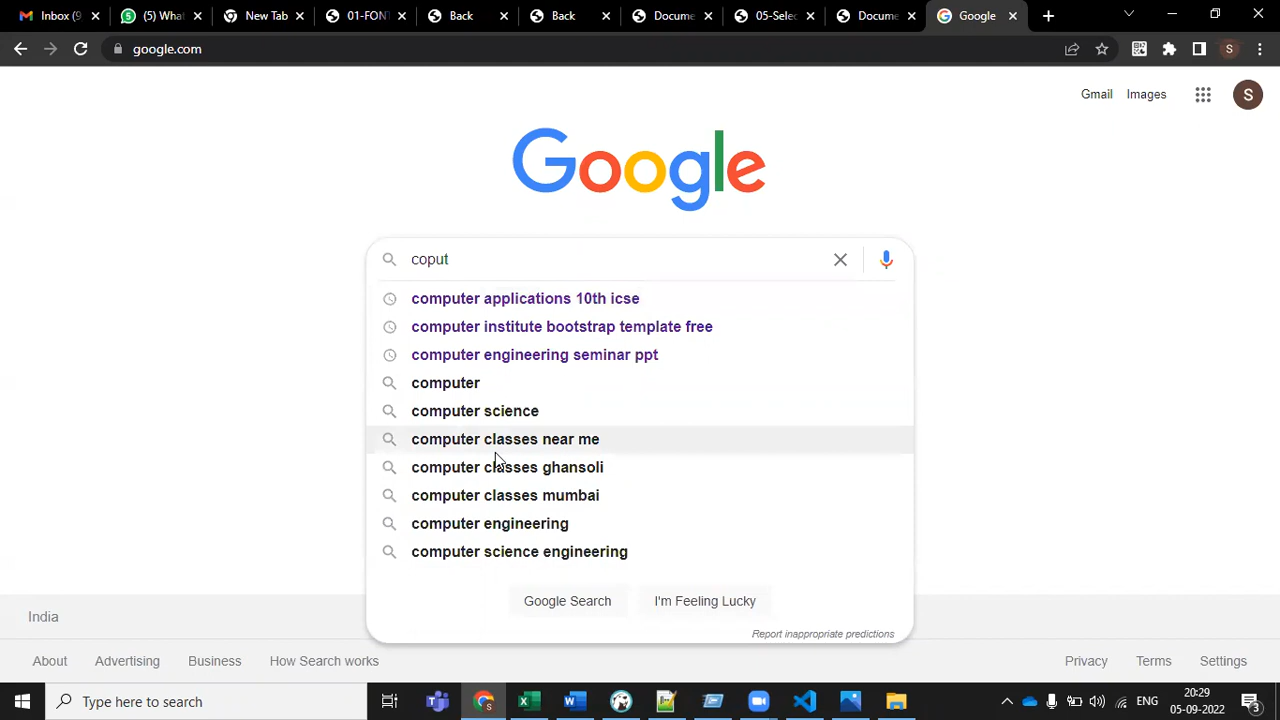 Inbox (9
(5) What
New Tab
01-FONT
Back
Back
Docume
05-Selec
Docume
Google
google.com
S
Gmail Images
S
Google
coput
computer applications 10th icse
computer institute bootstrap template free
computer engineering seminar ppt
computer
computer science
computer classes near me
computer classes ghansoli
computer classes mumbai
computer engineering
computer science engineering
Google Search I'm Feeling Lucky
Report inappropriate predictions
India
About Advertising Business How Search works Privacy Terms Settings
Type here to search
ENG
20:29
05-09-2022
3